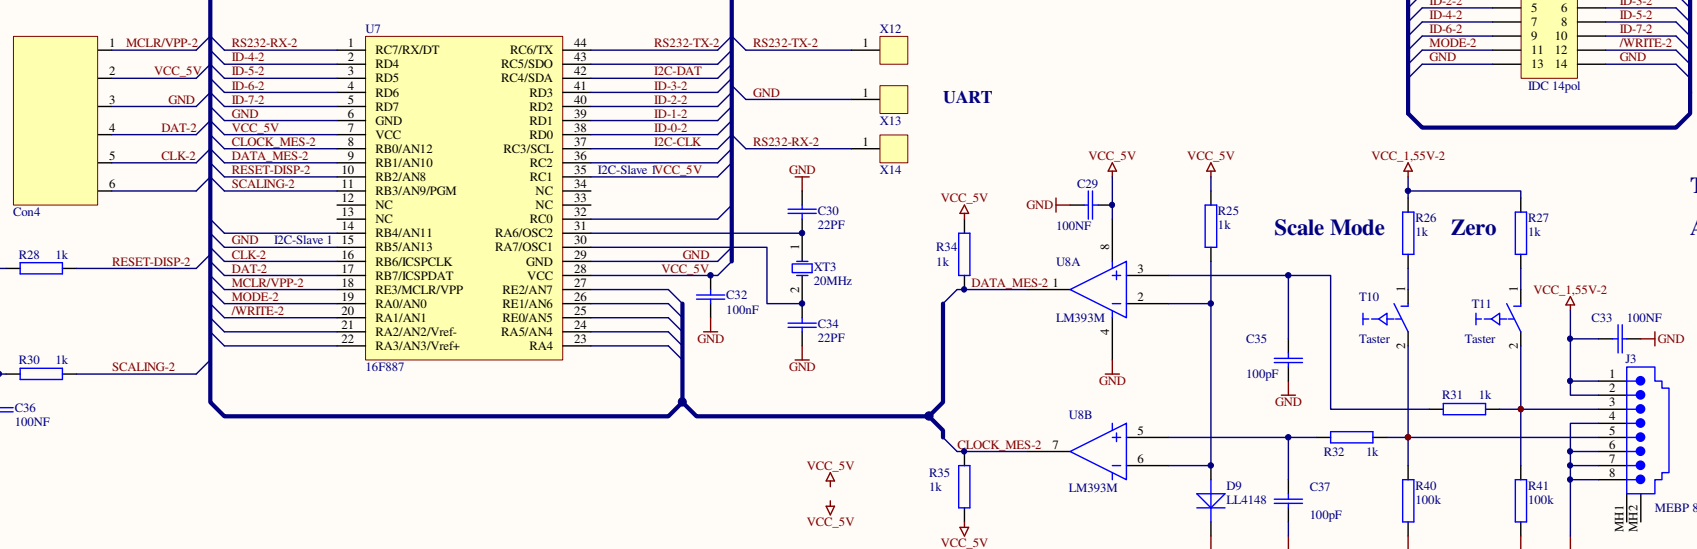 ID-2-2 5 6 ID-3-2
ID-4-2 7 8 ID-5-2
ID-6-2 9 10 ID-7-2
MODE-2 11 12 /WRITE-2
GND 13 14 GND
IDC 14pol
1 MCLR/VPP-2
2 VCC_5V
3 GND
4 DAT-2
5 CLK-2
6
Con4
U7
RS232-RX-2 1 RC7/RX/DT RC6/TX 44 RS232-TX-2
ID-4-2 2 RD4 RC5/SDO 43
ID-5-2 3 RD5 RC4/SDA 42 I2C-DAT
ID-6-2 4 RD6 RD3 41 ID-3-2
ID-7-2 5 RD7 RD2 40 ID-2-2
GND 6 GND RD1 39 ID-1-2
VCC_5V 7 VCC RD0 38 ID-0-2
CLOCK_MES-2 8 RB0/AN12 RC3/SCL 37 I2C-CLK
DATA_MES-2 9 RB1/AN10 RC2 36
RESET-DISP-2 10 RB2/AN8 RC1 35 I2C-Slave 1 VCC_5V
SCALING-2 11 RB3/AN9/PGM NC 34
12 NC NC 33
13 NC RC0 32
14 RB4/AN11 RA6/OSC2 31
GND I2C-Slave 1 15 RB5/AN13 RA7/OSC1 30
CLK-2 16 RB6/ICSPCLK GND 29 GND
DAT-2 17 RB7/ICSPDAT VCC 28 VCC_5V
MCLR/VPP-2 18 RE3/MCLR/VPP RE2/AN7 27
MODE-2 19 RA0/AN0 RE1/AN6 26
/WRITE-2 20 RA1/AN1 RE0/AN5 25
21 RA2/AN2/Vref- RA5/AN4 24
22 RA3/AN3/Vref+ RA4 23
16F887
R28 1k RESET-DISP-2
R30 1k SCALING-2
C36
100NF
X12
RS232-TX-2 1
GND 1
X13
UART
RS232-RX-2 1
X14
GND
C30
22PF
1
XT3
20MHz
2
C34
22PF
GND
C32
100nF
GND
VCC_5V
R34
1k
DATA_MES-2 1
VCC_5V
C29
GND
100NF
8
U8A
3
2
LM393M
4
GND
VCC_5V
R25
1k
C35
100pF
GND
U8B
CLOCK_MES-2 7
5
6
LM393M
R35
1k
VCC_5V
VCC_5V
VCC_5V
D9
LL4148
C37
100pF
Scale Mode
Zero
VCC_1,55V-2
R26
1k
R27
1k
T10
1
Taster
2
T11
1
Taster
2
R31 1k
R32 1k
R40
100k
R41
100k
VCC_1,55V-2
C33 100NF
GND
J3
1
2
3
4
5
6
7
8
MH1
MH2
MEBP 8